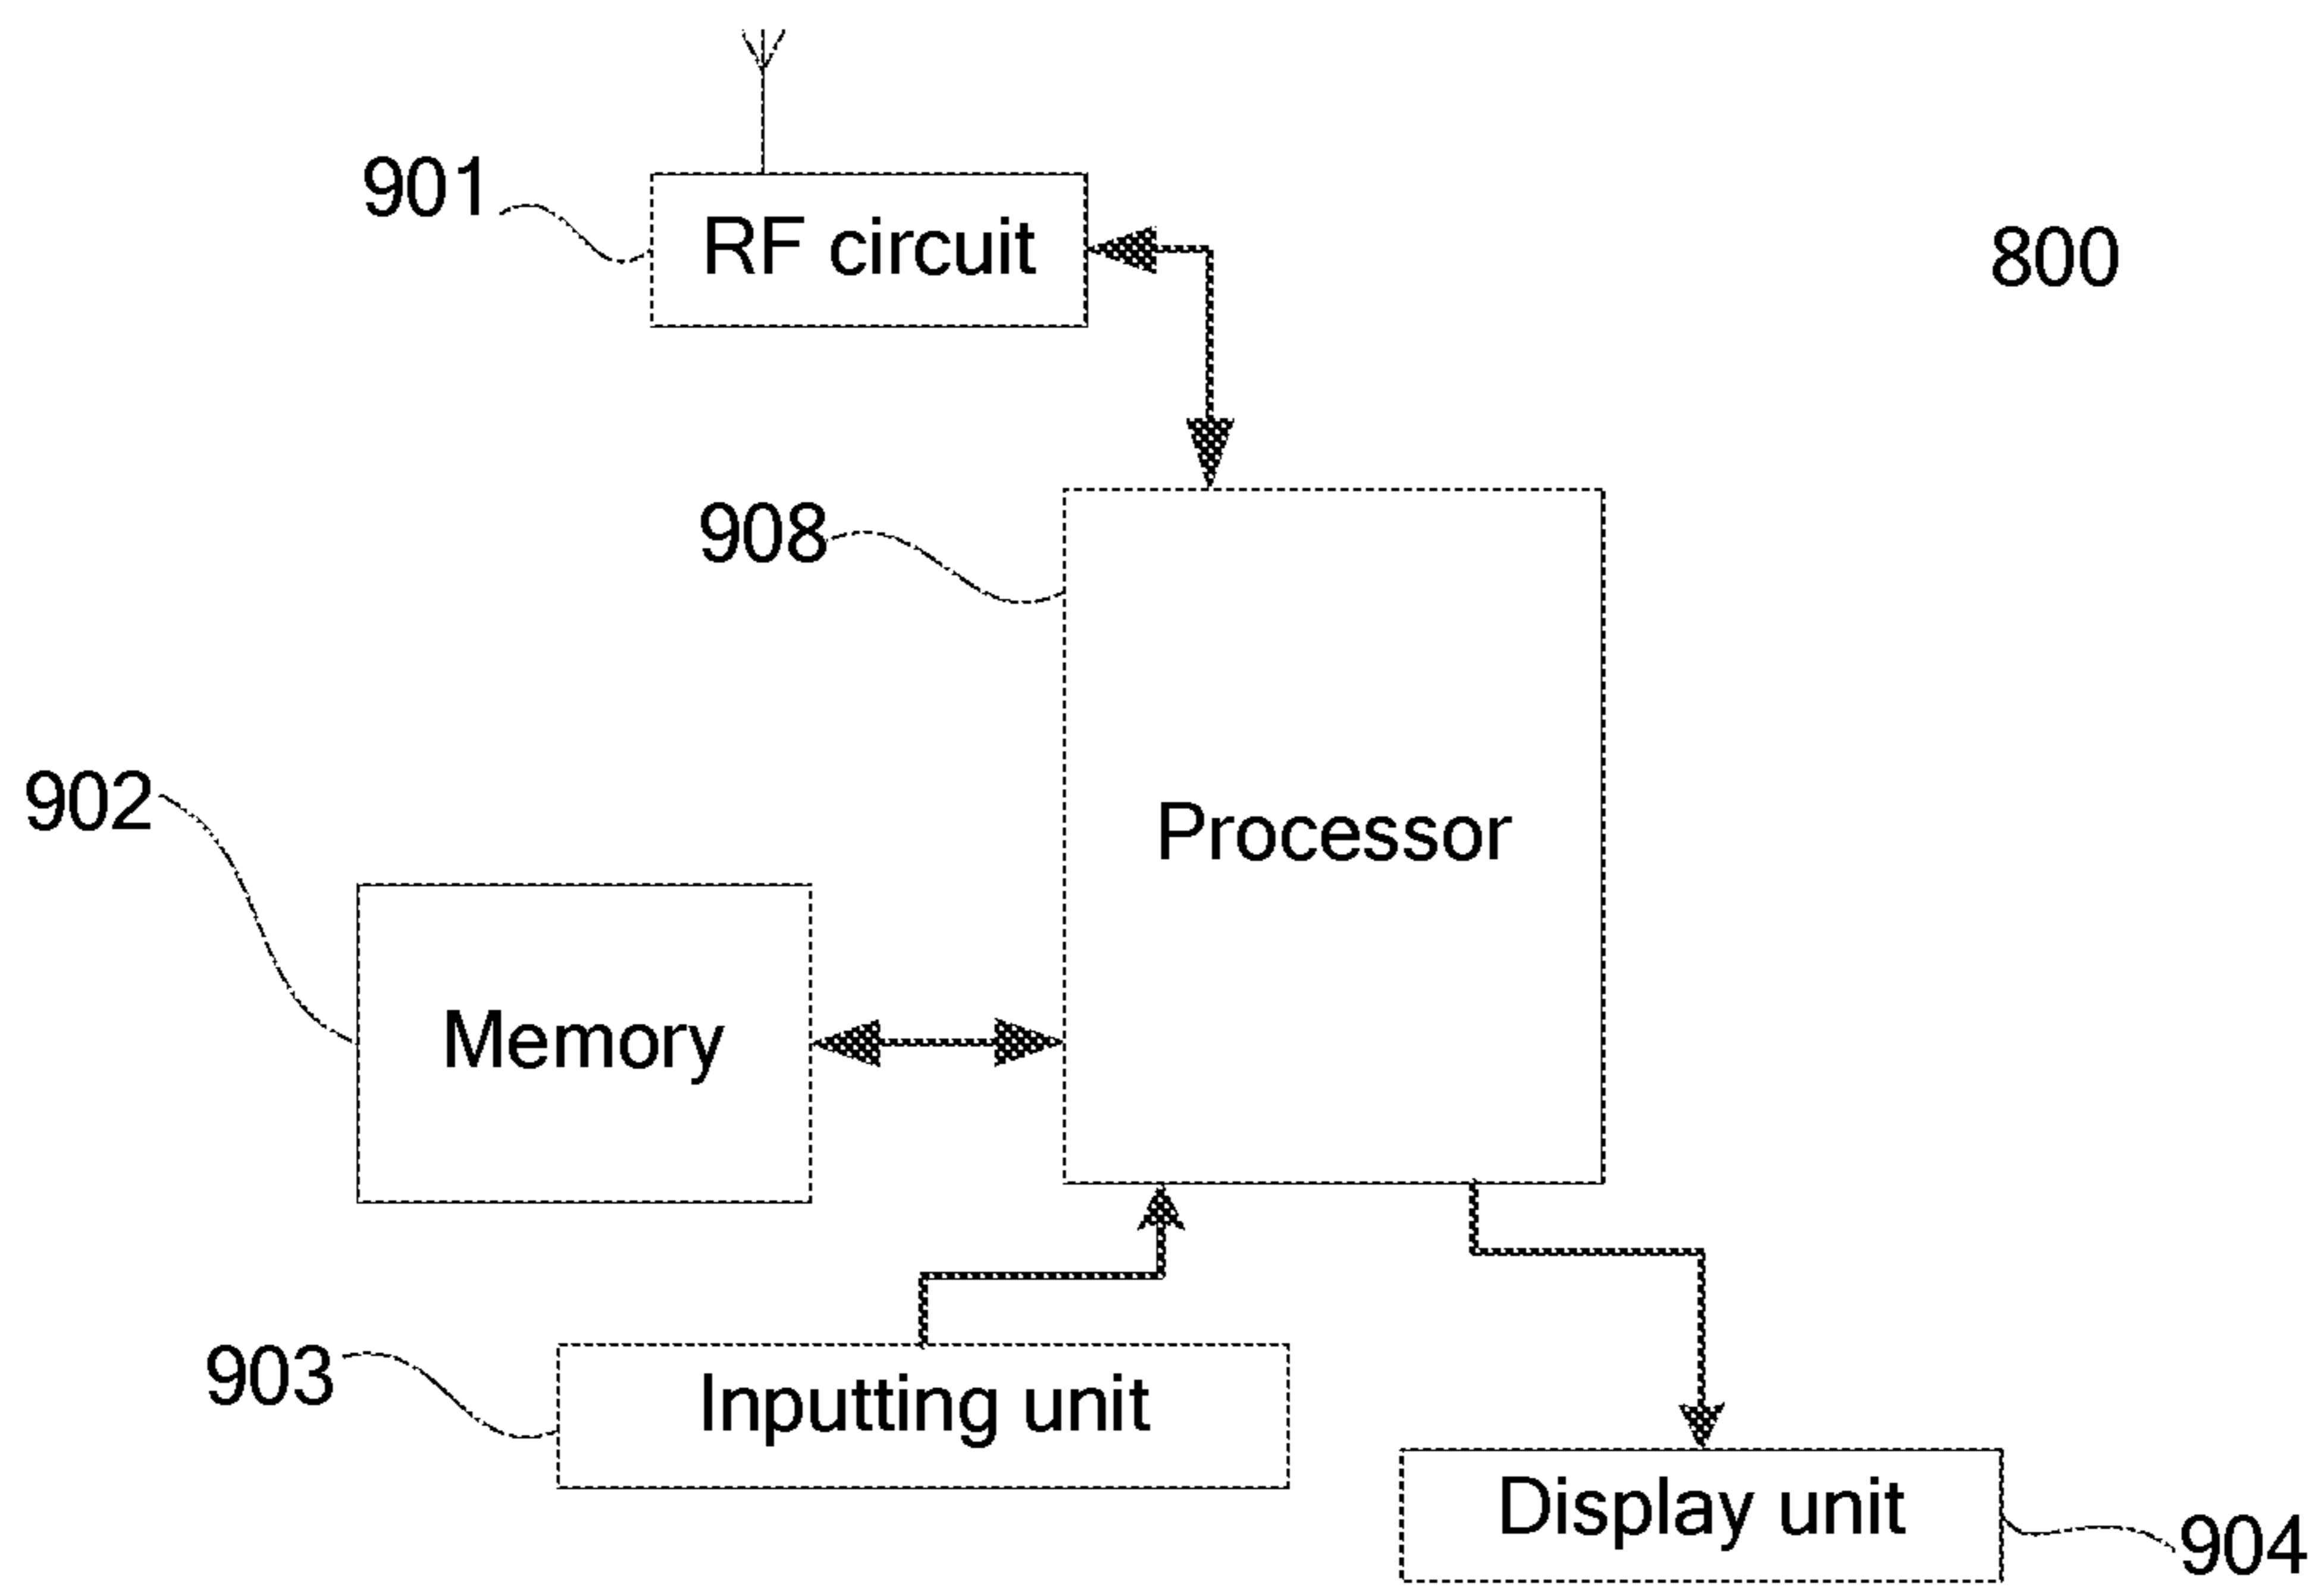 901
RF circuit
800
908
Processor
902
Memory
903
Inputting unit
Display unit
904